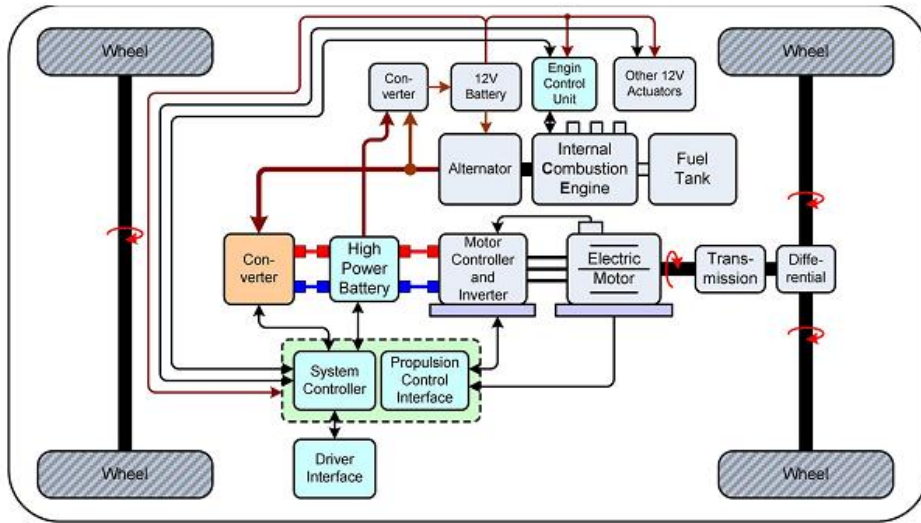 Wheel
Wheel
Con-
verter
12V
Battery
Engin
Control
Unit
Other 12V
Actuators
Alternator
Internal
Combustion
Engine
Fuel
Tank
Con-
verter
High
Power
Battery
Motor
Controller
and
Inverter
Electric
Motor
Trans-
mission
Diffe-
rential
System
Controller
Propulsion
Control
Interface
Driver
Interface
Wheel
Wheel